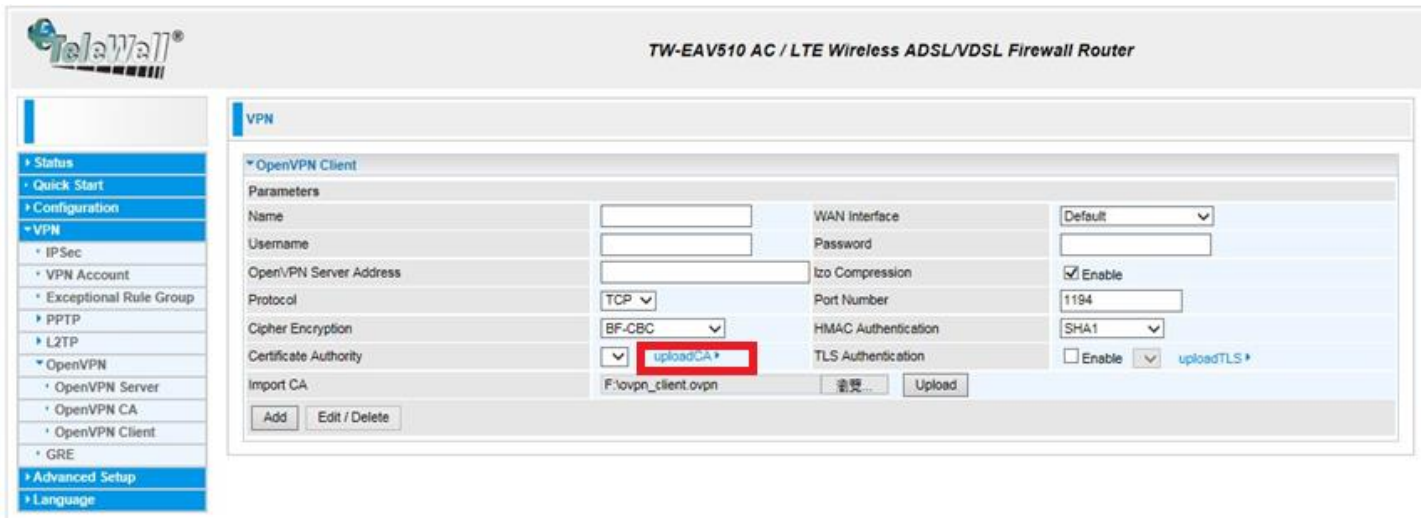 TeleWell®
TW-EAV510 AC / LTE Wireless ADSL/VDSL Firewall Router
Status
Quick Start
Configuration
VPN
IPSec
VPN Account
Exceptional Rule Group
PPTP
L2TP
OpenVPN
OpenVPN Server
OpenVPN CA
OpenVPN Client
GRE
Advanced Setup
Language
VPN
OpenVPN Client
Parameters
Name WAN Interface Default
Username Password
OpenVPN Server Address lzo Compression Enable
Protocol TCP Port Number 1194
Cipher Encryption BF-CBC HMAC Authentication SHA1
Certificate Authority uploadCA TLS Authentication Enable uploadTLS
Import CA F:\ovpn_client.ovpn 瀏覽... Upload
Add Edit / Delete